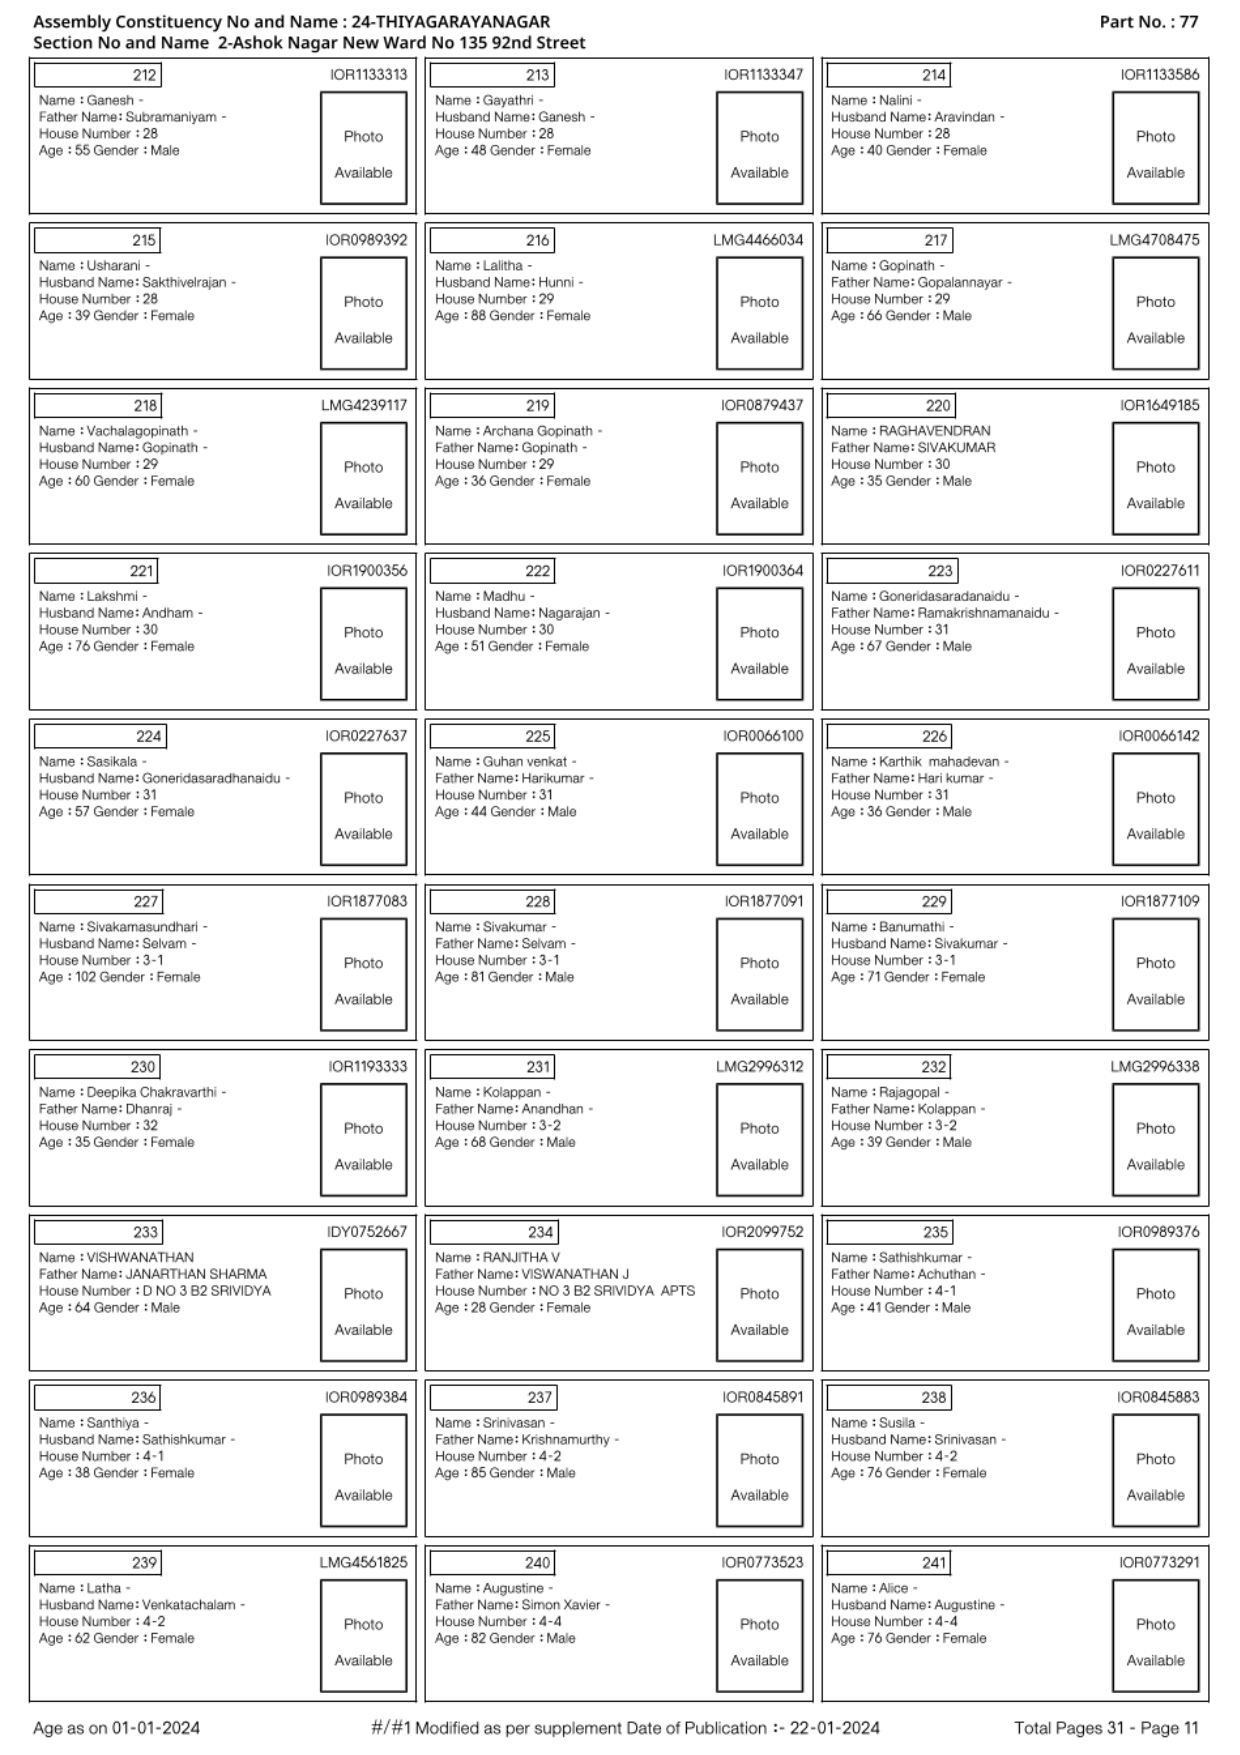 Assembly Constituency No and Name : 24-THIYAGARAYANAGAR
Part No. : 77
Section No and Name 2-Ashok Nagar New Ward No 135 92nd Street
212 IOR1133313
Name : Ganesh -
Father Name: Subramaniyam -
House Number : 28
Age : 55 Gender : Male
Photo
Available
213 IOR1133347
Name : Gayathri -
Husband Name: Ganesh -
House Number : 28
Age : 48 Gender : Female
Photo
Available
214 IOR1133586
Name : Nalini -
Husband Name: Aravindan -
House Number : 28
Age : 40 Gender : Female
Photo
Available
215 IOR0989392
Name : Usharani -
Husband Name: Sakthivelrajan -
House Number : 28
Age : 39 Gender : Female
Photo
Available
216 LMG4466034
Name : Lalitha -
Husband Name: Hunni -
House Number : 29
Age : 88 Gender : Female
Photo
Available
217 LMG4708475
Name : Gopinath -
Father Name: Gopalannayar -
House Number : 29
Age : 66 Gender : Male
Photo
Available
218 LMG4239117
Name : Vachalagopinath -
Husband Name: Gopinath -
House Number : 29
Age : 60 Gender : Female
Photo
Available
219 IOR0879437
Name : Archana Gopinath -
Father Name: Gopinath -
House Number : 29
Age : 36 Gender : Female
Photo
Available
220 IOR1649185
Name : RAGHAVENDRAN
Father Name: SIVAKUMAR
House Number : 30
Age : 35 Gender : Male
Photo
Available
221 IOR1900356
Name : Lakshmi -
Husband Name: Andham -
House Number : 30
Age : 76 Gender : Female
Photo
Available
222 IOR1900364
Name : Madhu -
Husband Name: Nagarajan -
House Number : 30
Age : 51 Gender : Female
Photo
Available
223 IOR0227611
Name : Goneridasaradanaidu -
Father Name: Ramakrishnamanaidu -
House Number : 31
Age : 67 Gender : Male
Photo
Available
224 IOR0227637
Name : Sasikala -
Husband Name: Goneridasaradhanaidu -
House Number : 31
Age : 57 Gender : Female
Photo
Available
225 IOR0066100
Name : Guhan venkat -
Father Name: Harikumar -
House Number : 31
Age : 44 Gender : Male
Photo
Available
226 IOR0066142
Name : Karthik mahadevan -
Father Name: Hari kumar -
House Number : 31
Age : 36 Gender : Male
Photo
Available
227 IOR1877083
Name : Sivakamasundhari -
Husband Name: Selvam -
House Number : 3-1
Age : 102 Gender : Female
Photo
Available
228 IOR1877091
Name : Sivakumar -
Father Name: Selvam -
House Number : 3-1
Age : 81 Gender : Male
Photo
Available
229 IOR1877109
Name : Banumathi -
Husband Name: Sivakumar -
House Number : 3-1
Age : 71 Gender : Female
Photo
Available
230 IOR1193333
Name : Deepika Chakravarthi -
Father Name: Dhanraj -
House Number : 32
Age : 35 Gender : Female
Photo
Available
231 LMG2996312
Name : Kolappan -
Father Name: Anandhan -
House Number : 3-2
Age : 68 Gender : Male
Photo
Available
232 LMG2996338
Name : Rajagopal -
Father Name: Kolappan -
House Number : 3-2
Age : 39 Gender : Male
Photo
Available
233 IDY0752667
Name : VISHWANATHAN
Father Name: JANARTHAN SHARMA
House Number : D NO 3 B2 SRIVIDYA
Age : 64 Gender : Male
Photo
Available
234 IOR2099752
Name : RANJITHA V
Father Name: VISWANATHAN J
House Number : NO 3 B2 SRIVIDYA APTS
Age : 28 Gender : Female
Photo
Available
235 IOR0989376
Name : Sathishkumar -
Father Name: Achuthan -
House Number : 4-1
Age : 41 Gender : Male
Photo
Available
236 IOR0989384
Name : Santhiya -
Husband Name: Sathishkumar -
House Number : 4-1
Age : 38 Gender : Female
Photo
Available
237 IOR0845891
Name : Srinivasan -
Father Name: Krishnamurthy -
House Number : 4-2
Age : 85 Gender : Male
Photo
Available
238 IOR0845883
Name : Susila -
Husband Name: Srinivasan -
House Number : 4-2
Age : 76 Gender : Female
Photo
Available
239 LMG4561825
Name : Latha -
Husband Name: Venkatachalam -
House Number : 4-2
Age : 62 Gender : Female
Photo
Available
240 IOR0773523
Name : Augustine -
Father Name: Simon Xavier -
House Number : 4-4
Age : 82 Gender : Male
Photo
Available
241 IOR0773291
Name : Alice -
Husband Name: Augustine -
House Number : 4-4
Age : 76 Gender : Female
Photo
Available
Age as on 01-01-2024
#/#1 Modified as per supplement Date of Publication :- 22-01-2024
Total Pages 31 - Page 11